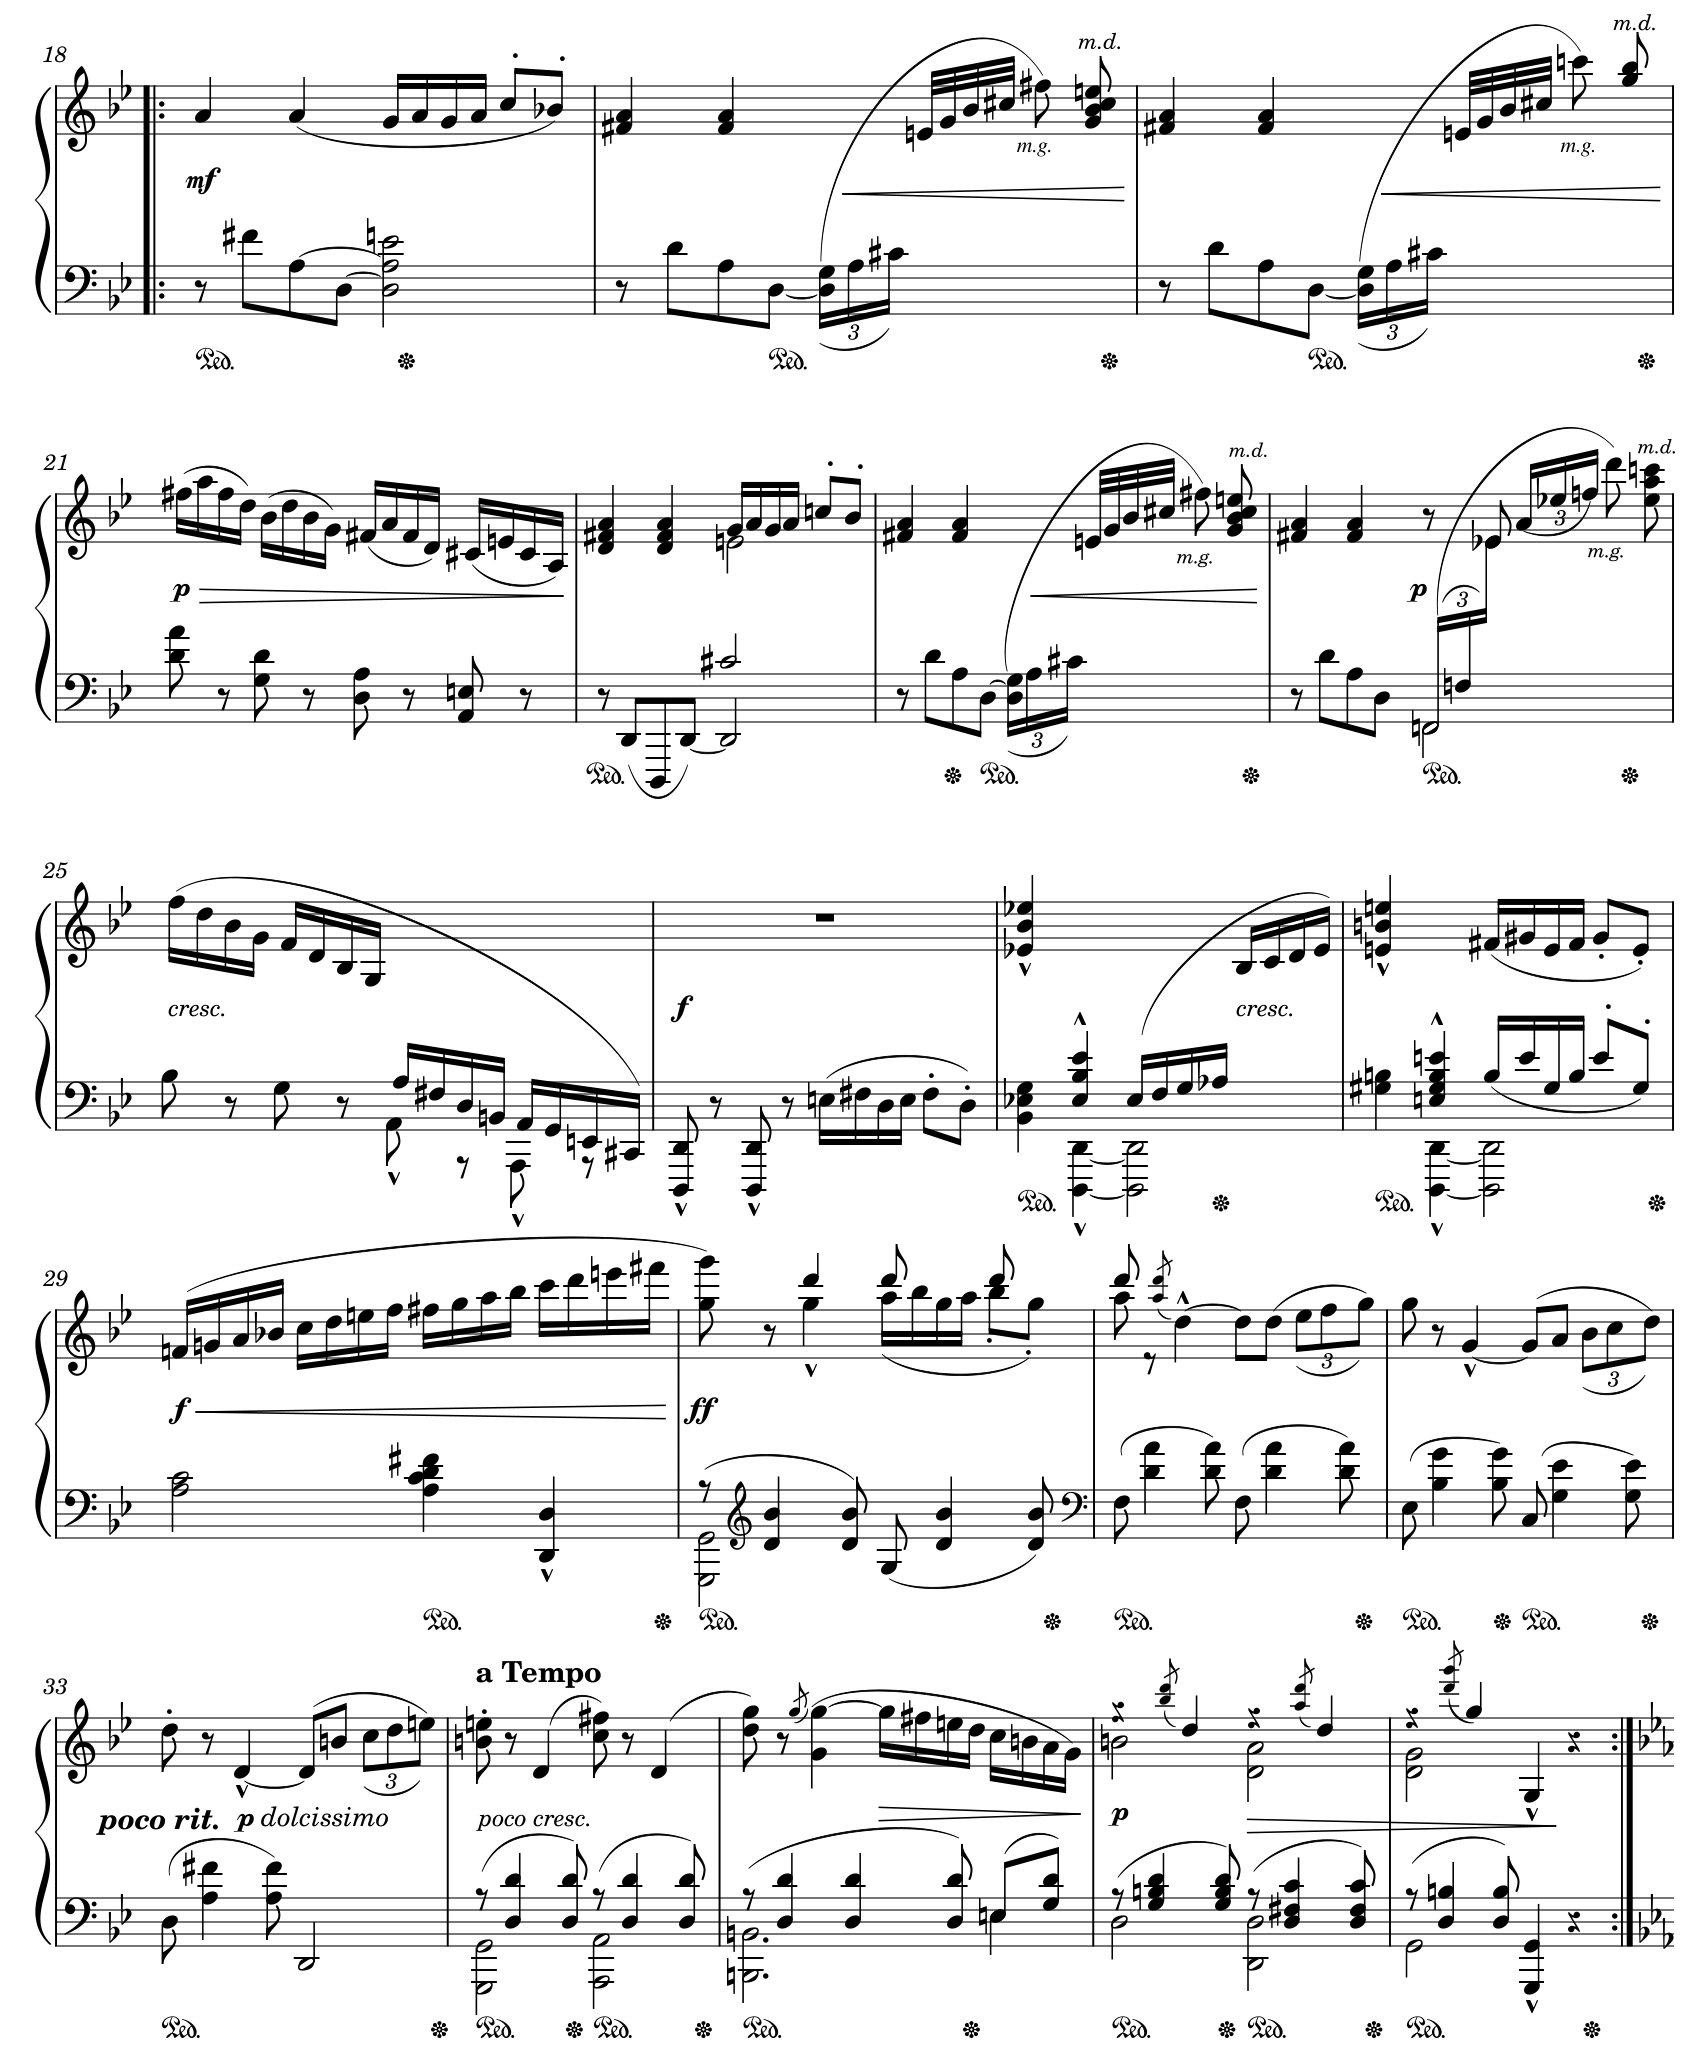 18
m.d.
m.d.
m.g.
m.g.
mf
3
3
Ped.
Ped.
Ped.
21
m.d.
m.d.
3
m.g.
m.g.
p
p
3
3
Ped.
Ped.
Ped.
25
cresc.
f
cresc.
Ped.
Ped.
29
3
3
f
ff
Ped.
Ped.
Ped.
Ped.
Ped.
33
a Tempo
3
poco rit.
p dolcissimo
poco cresc.
p
Ped.
Ped.
Ped.
Ped.
Ped.
Ped.
Ped.